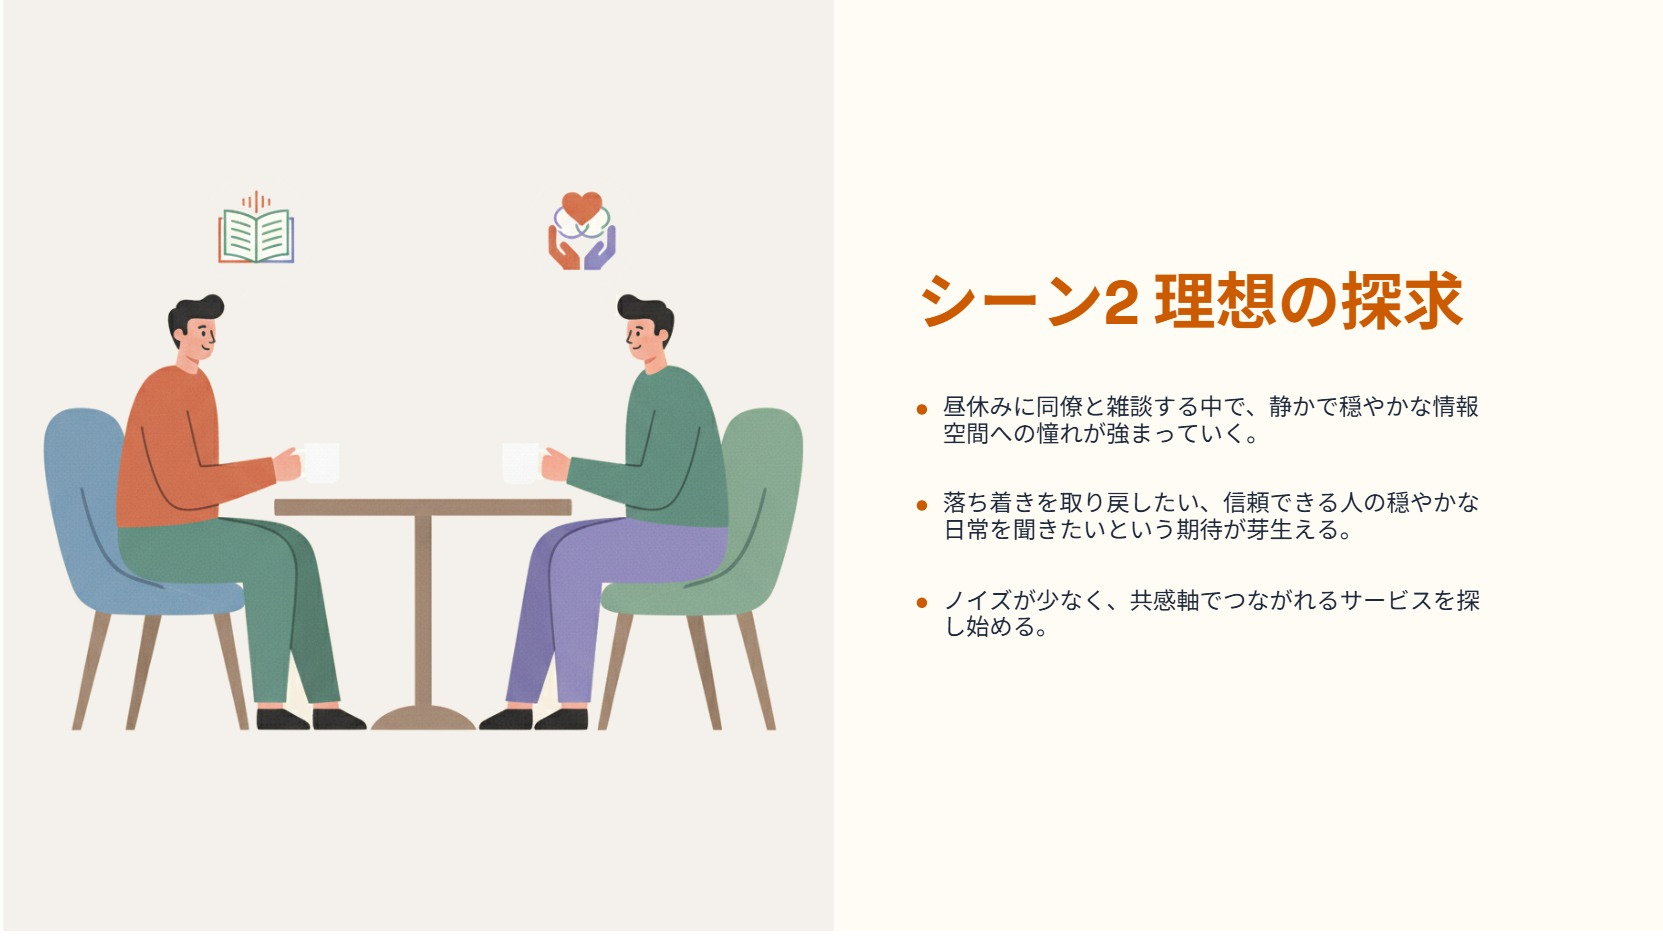 シーン2 理想の探求
● 昼休みに同僚と雑談する中で、静かで穏やかな情報
空間への憧れが強まっていく。
● 落ち着きを取り戻したい、信頼できる人の穏やかな
日常を聞きたいという期待が芽生える。
● ノイズが少なく、共感軸でつながれるサービスを探
し始める。